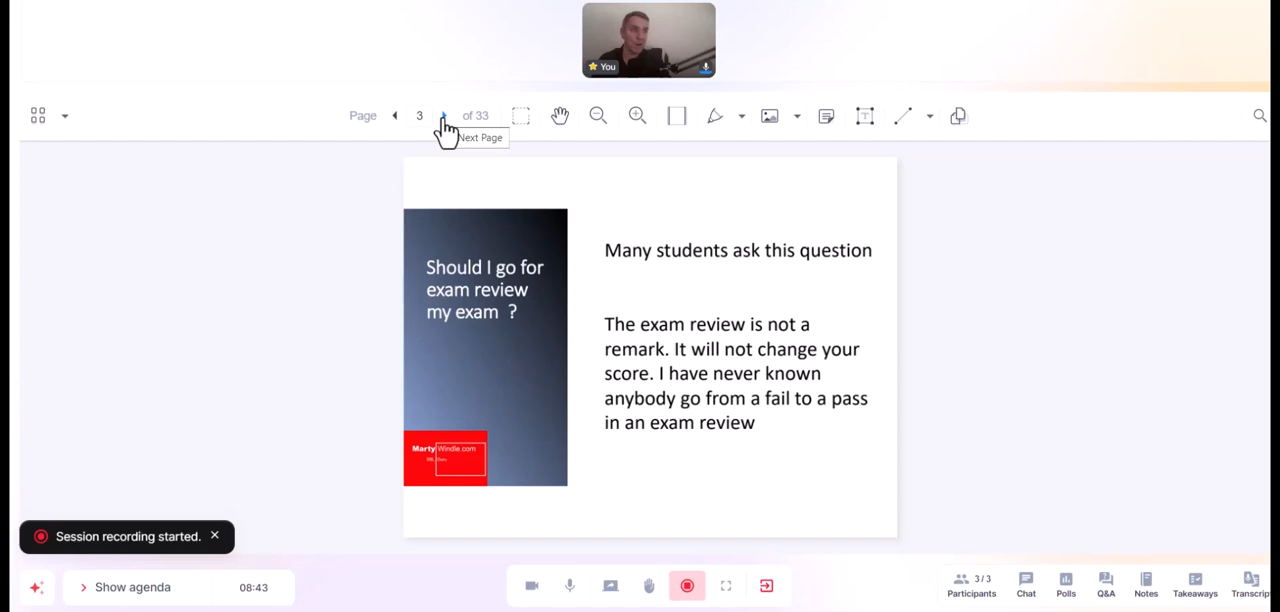 You
Page 3 of 33
Next Page
Should I go for
exam review
my exam ?
Many students ask this question
The exam review is not a
remark. It will not change your
score. I have never known
anybody go from a fail to a pass
in an exam review
MartyWindle.com
Session recording started.
Show agenda 08:43
3/3
Participants Chat Polls Q&A Notes Takeaways Transcrip